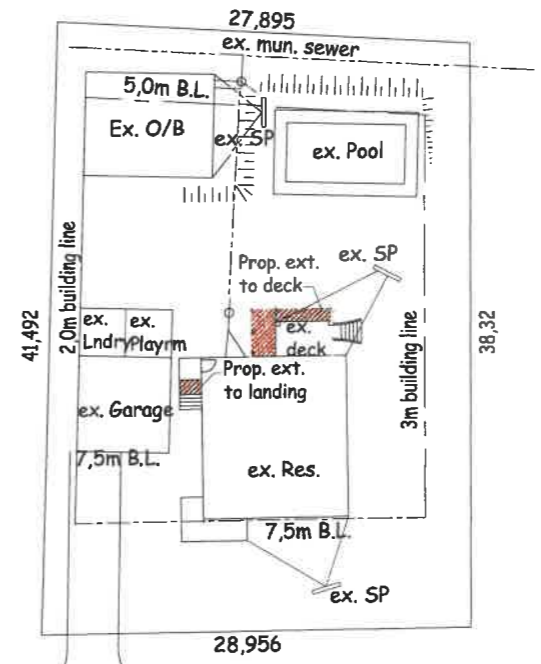 27,895
ex. mun. sewer
5,0m B.L.
Ex. O/B
ex. SP
ex. Pool
2,0m building line
41,492
Prop. ext.
to deck
ex. SP
ex.
Lndry
ex.
Playrm
ex.
deck
3m building line
38,32
Prop. ext.
to landing
ex. Garage
7,5m B.L.
ex. Res.
7,5m B.L.
ex. SP
28,956